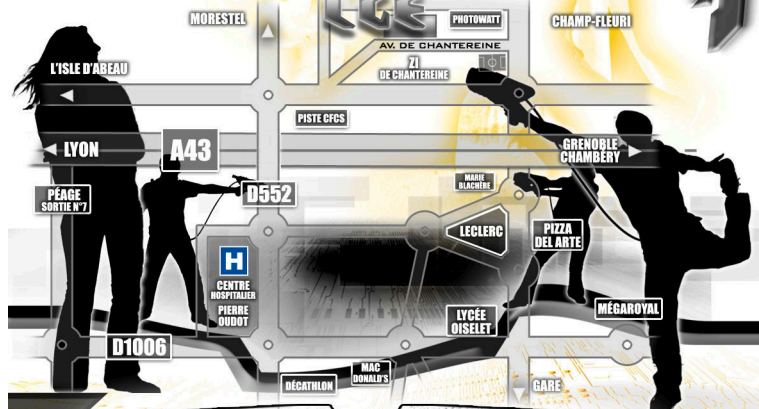 MORESTEL
LGE
PHOTOWATT
CHAMP-FLEURI
AV. DE CHANTEREINE
ZI
DE CHANTEREINE
L'ISLE D'ABEAU
PISTE CFCS
LYON
A43
GRENOBLE
CHAMBÉRY
PÉAGE
SORTIE N°7
D552
MARIE
BLACHÈRE
LECLERC
PIZZA
DEL ARTE
H
CENTRE
HOSPITALIER
PIERRE
OUDOT
LYCÉE
OISELET
MÉGAROYAL
D1006
DÉCATHLON
MAC
DONALD'S
GARE